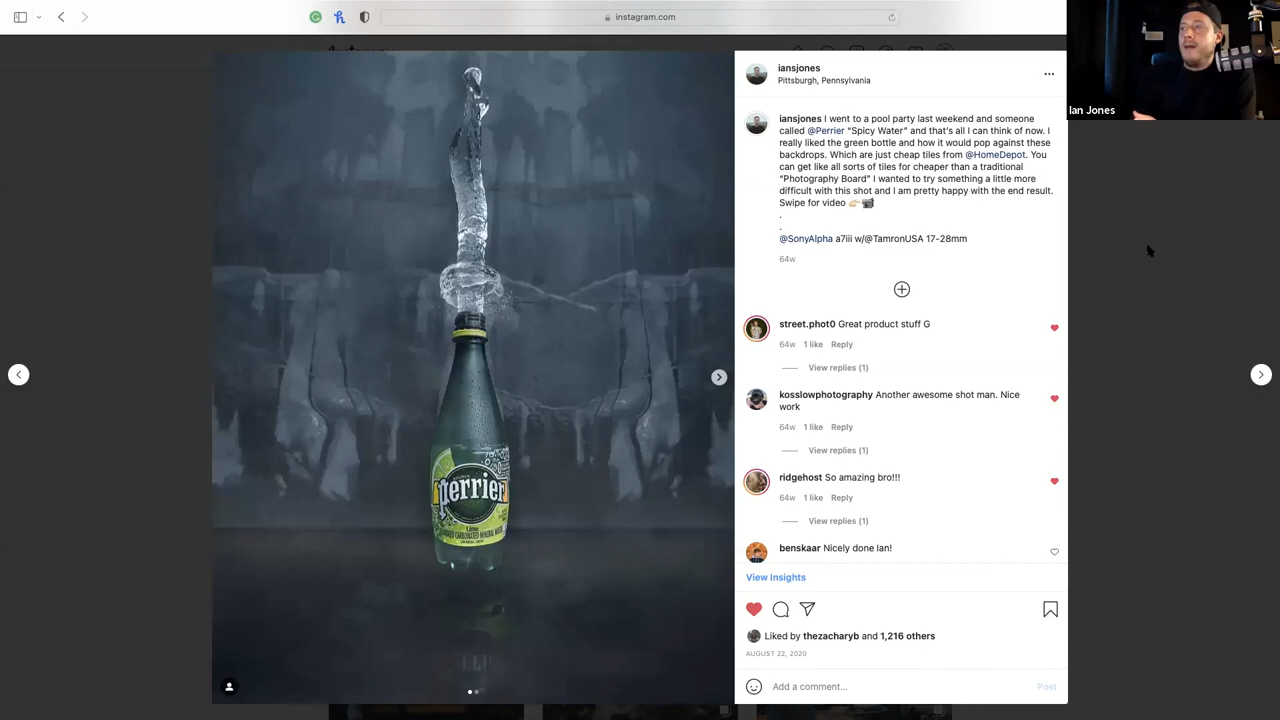 instagram.com
iansjones
Pittsburgh, Pennsylvania
Ian Jones
iansjones I went to a pool party last weekend and someone
called @Perrier “Spicy Water” and that's all I can think of now. I
really liked the green bottle and how it would pop against these
backdrops. Which are just cheap tiles from @HomeDepot. You
can get like all sorts of tiles for cheaper than a traditional
“Photography Board” I wanted to try something a little more
difficult with this shot and I am pretty happy with the end result.
Swipe for video
.
.
@SonyAlpha a7iii w/@TamronUSA 17-28mm
64w
street.phot0 Great product stuff G
64w 1 like Reply
View replies (1)
kosslowphotography Another awesome shot man. Nice
work
64w 1 like Reply
View replies (1)
ridgehost So amazing bro!!!
64w 1 like Reply
View replies (1)
benskaar Nicely done Ian!
View Insights
Liked by thezacharyb and 1,216 others
AUGUST 22, 2020
Add a comment...
Post
perrier
Lime
CARBONATED MINERAL WATER